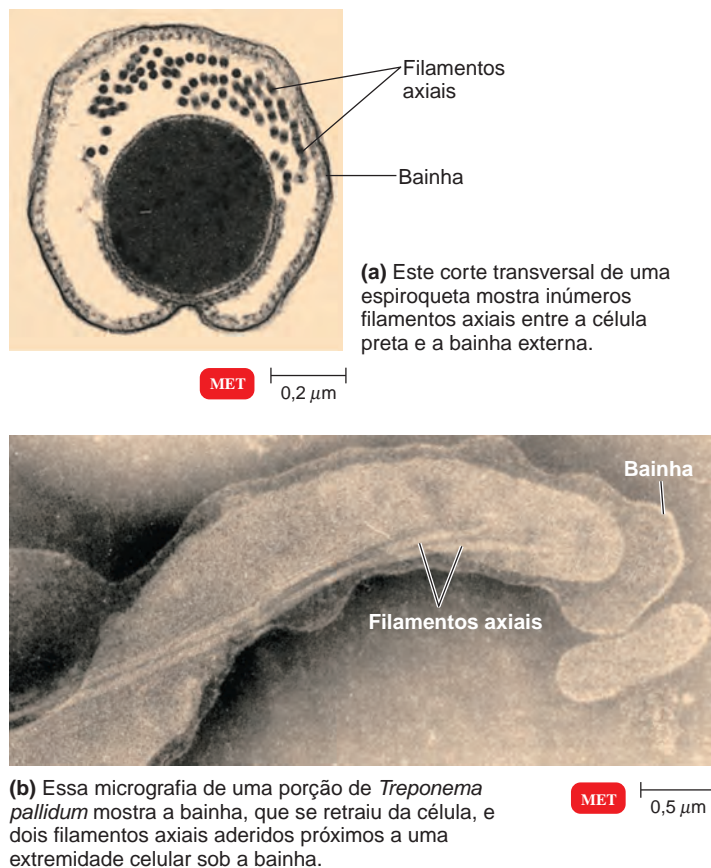 Filamentos
axiais
Bainha
(a) Este corte transversal de uma
espiroqueta mostra inúmeros
filamentos axiais entre a célula
preta e a bainha externa.
MET
0,2 μm
Bainha
Filamentos axiais
(b) Essa micrografia de uma porção de Treponema
pallidum mostra a bainha, que se retraiu da célula, e
dois filamentos axiais aderidos próximos a uma
extremidade celular sob a bainha.
MET
0,5 μm